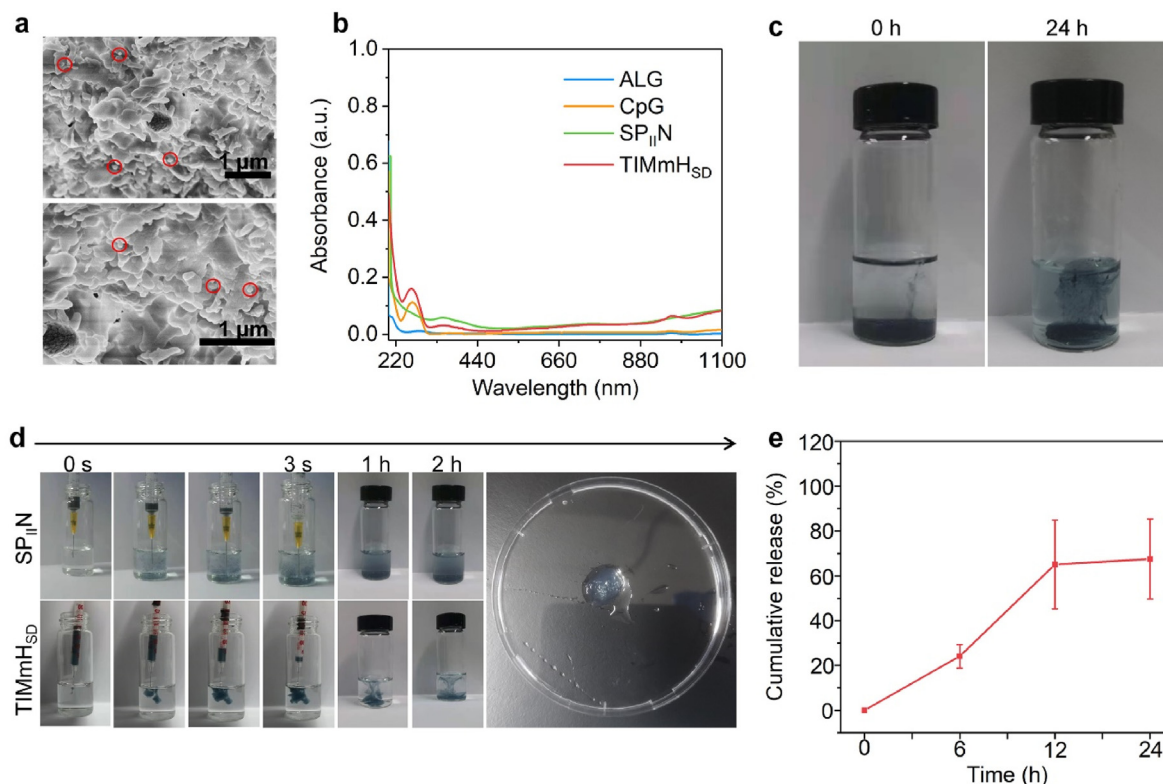 a
1 µm
1 µm
b
1.0
0.8
0.6
0.4
0.2
0.0
Absorbance (a.u.)
ALG
CpG
SP_IIN
TIMmH_SD
220 440 660 880 1100
Wavelength (nm)
c
0 h 24 h
d
0 s 3 s 1 h 2 h
SP_IIN
TIMmH_SD
e
120
100
80
60
40
20
0
Cumulative release (%)
0 6 12 24
Time (h)